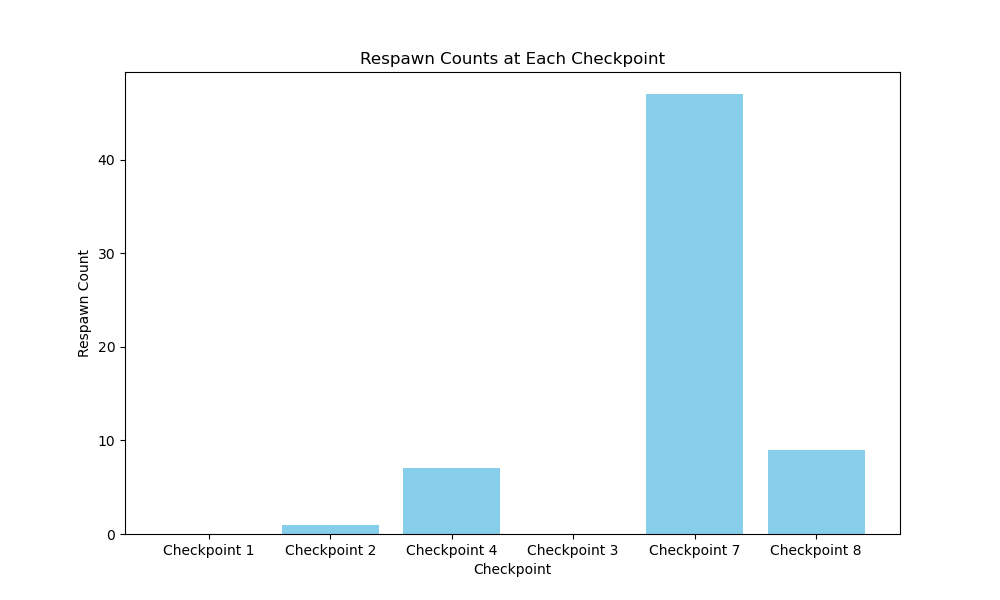 Respawn Counts at Each Checkpoint
Respawn Count
40
30
20
10
0
Checkpoint 1
Checkpoint 2
Checkpoint 4
Checkpoint 3
Checkpoint 7
Checkpoint 8
Checkpoint